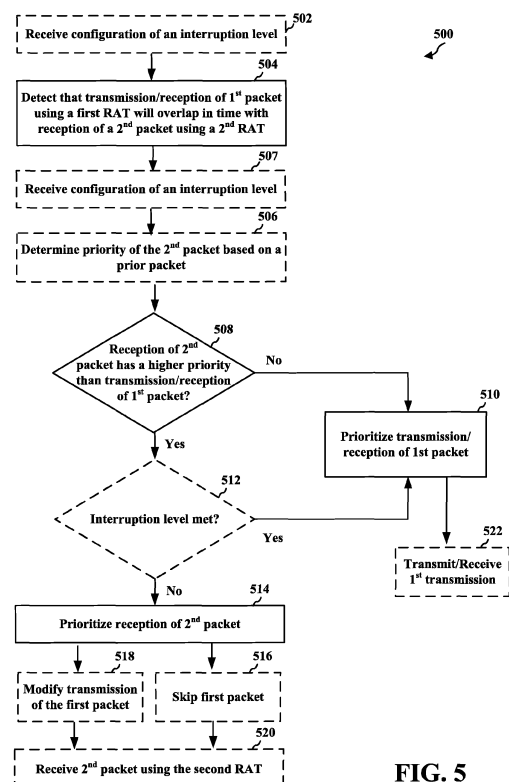 502
Receive configuration of an interruption level
500
504
Detect that transmission/reception of 1st packet
using a first RAT will overlap in time with
reception of a 2nd packet using a 2nd RAT
507
Receive configuration of an interruption level
506
Determine priority of the 2nd packet based on a
prior packet
508
Reception of 2nd
packet has a higher priority
than transmission/reception
of 1st packet?
No
510
Prioritize transmission/
reception of 1st packet
Yes
512
Interruption level met?
Yes
522
Transmit/Receive
1st transmission
No
514
Prioritize reception of 2nd packet
518
Modify transmission
of the first packet
516
Skip first packet
520
Receive 2nd packet using the second RAT
FIG. 5